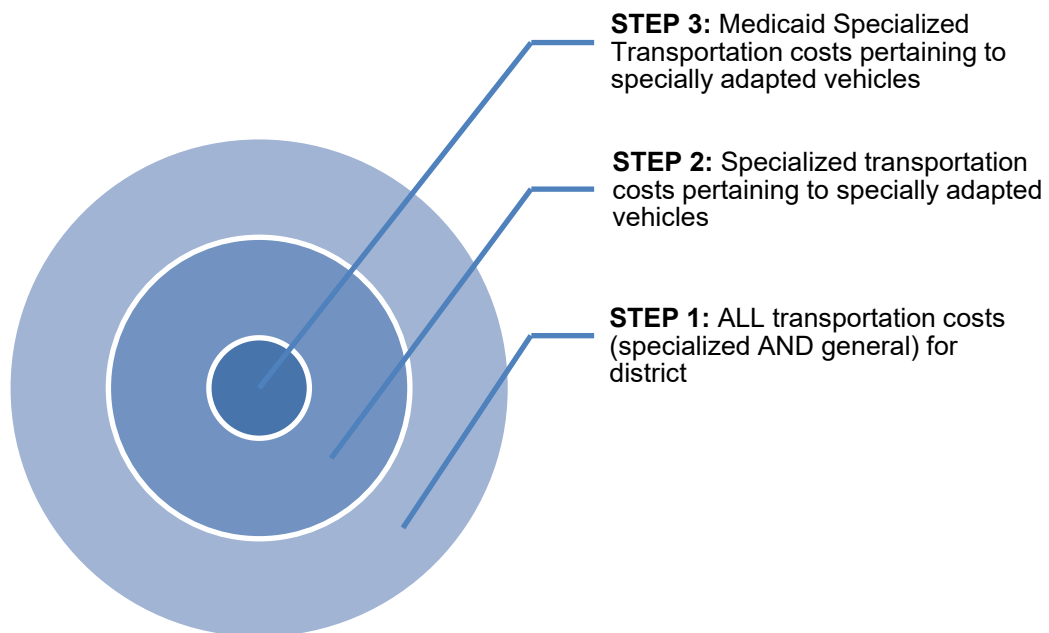 STEP 3: Medicaid Specialized
Transportation costs pertaining to
specially adapted vehicles
STEP 2: Specialized transportation
costs pertaining to specially adapted
vehicles
STEP 1: ALL transportation costs
(specialized AND general) for
district